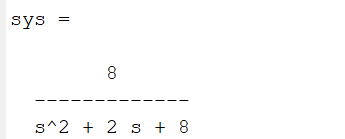 sys =
8
-------------
s^2 + 2 s + 8